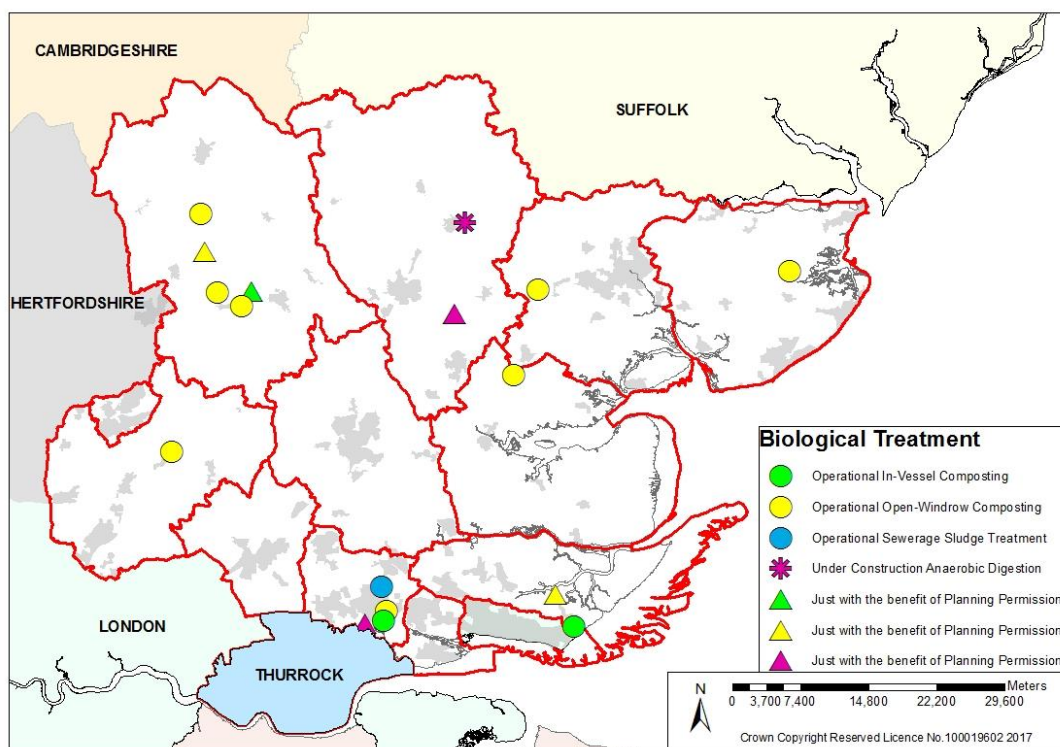 CAMBRIDGESHIRE
SUFFOLK
HERTFORDSHIRE
LONDON
THURROCK
Biological Treatment
Operational In-Vessel Composting
Operational Open-Windrow Composting
Operational Sewerage Sludge Treatment
Under Construction Anaerobic Digestion
Just with the benefit of Planning Permission
Just with the benefit of Planning Permission
Just with the benefit of Planning Permission
N
Meters
0 3,700 7,400 14,800 22,200 29,600
Crown Copyright Reserved Licence No.100019602 2017